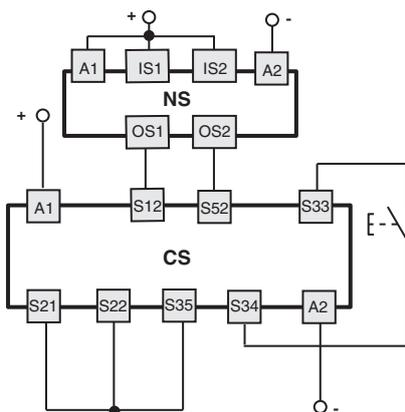 + -
A1 IS1 IS2 A2
NS
OS1 OS2
+
A1 S12 S52 S33
CS
S21 S22 S35 S34 A2
-